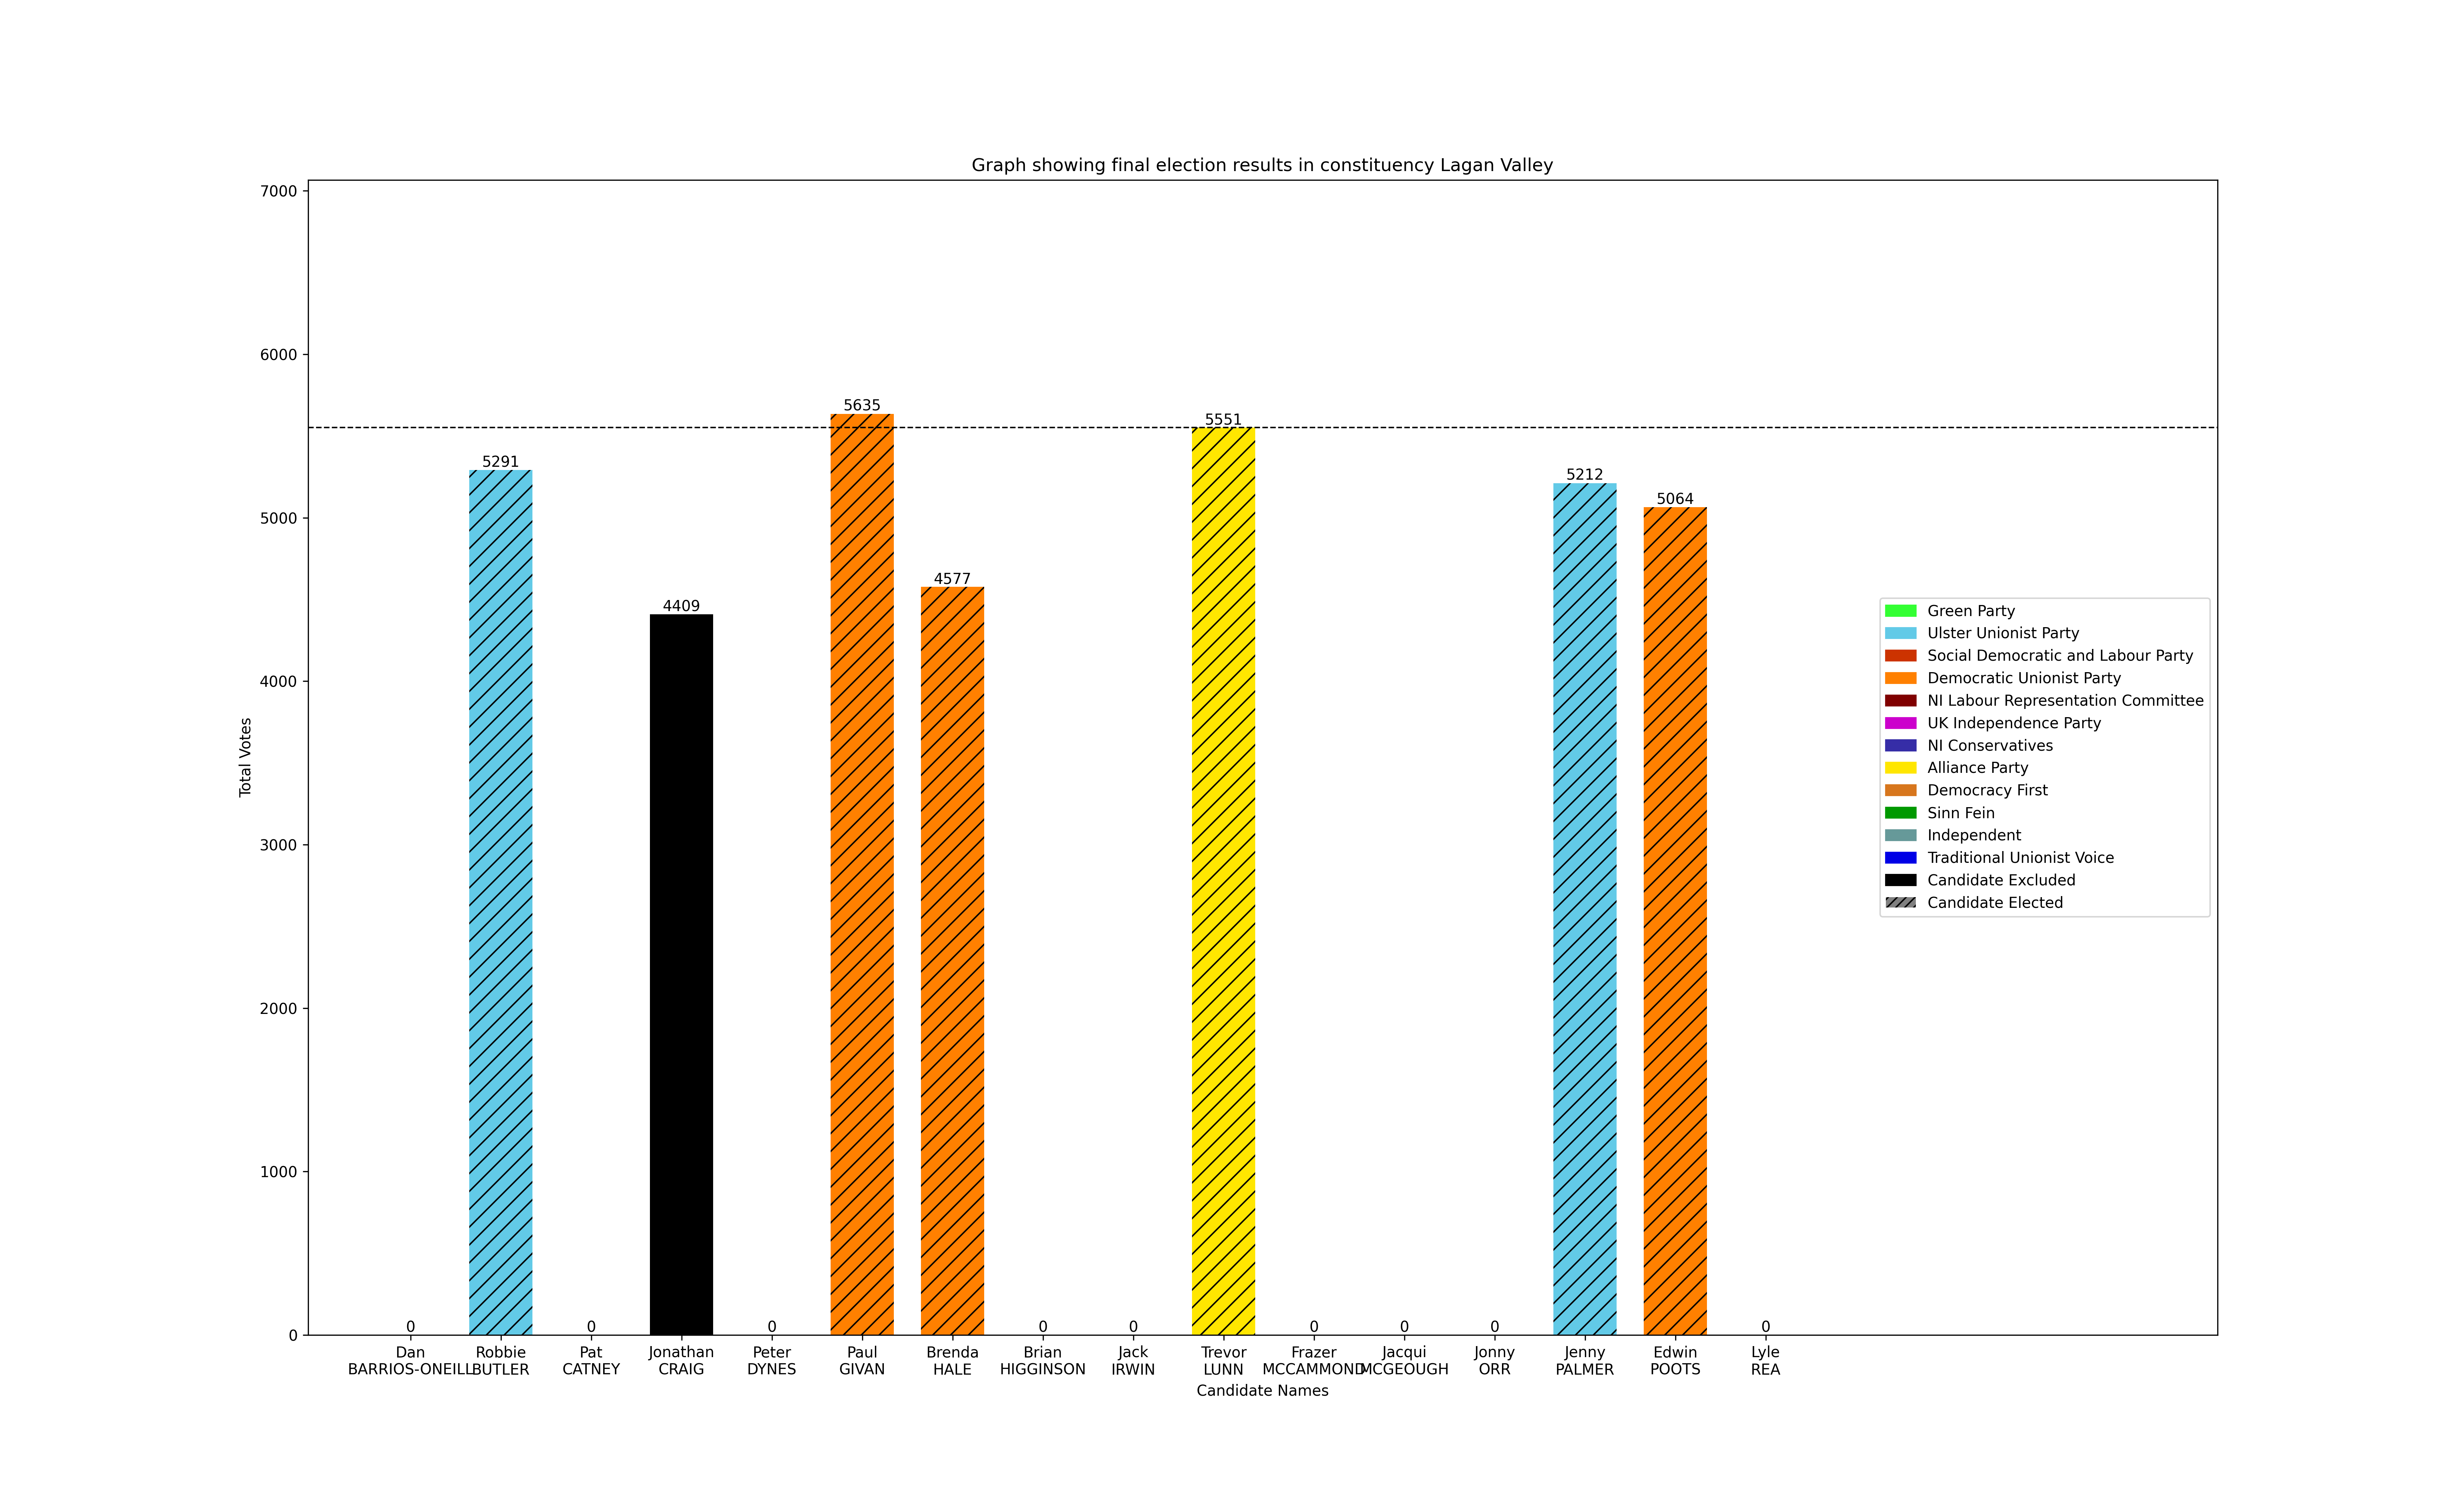 Graph showing final election results in constituency Lagan Valley
7000
6000
5000
4000
3000
2000
1000
0
Total Votes
0
5291
0
4409
0
5635
4577
0
0
5551
0
0
0
5212
5064
0
Dan
BARRIOS-ONEILL
Robbie
BUTLER
Pat
CATNEY
Jonathan
CRAIG
Peter
DYNES
Paul
GIVAN
Brenda
HALE
Brian
HIGGINSON
Jack
IRWIN
Trevor
LUNN
Frazer
MCCAMMOND
Jacqui
MCGEOUGH
Jonny
ORR
Jenny
PALMER
Edwin
POOTS
Lyle
REA
Candidate Names
Green Party
Ulster Unionist Party
Social Democratic and Labour Party
Democratic Unionist Party
NI Labour Representation Committee
UK Independence Party
NI Conservatives
Alliance Party
Democracy First
Sinn Fein
Independent
Traditional Unionist Voice
Candidate Excluded
Candidate Elected